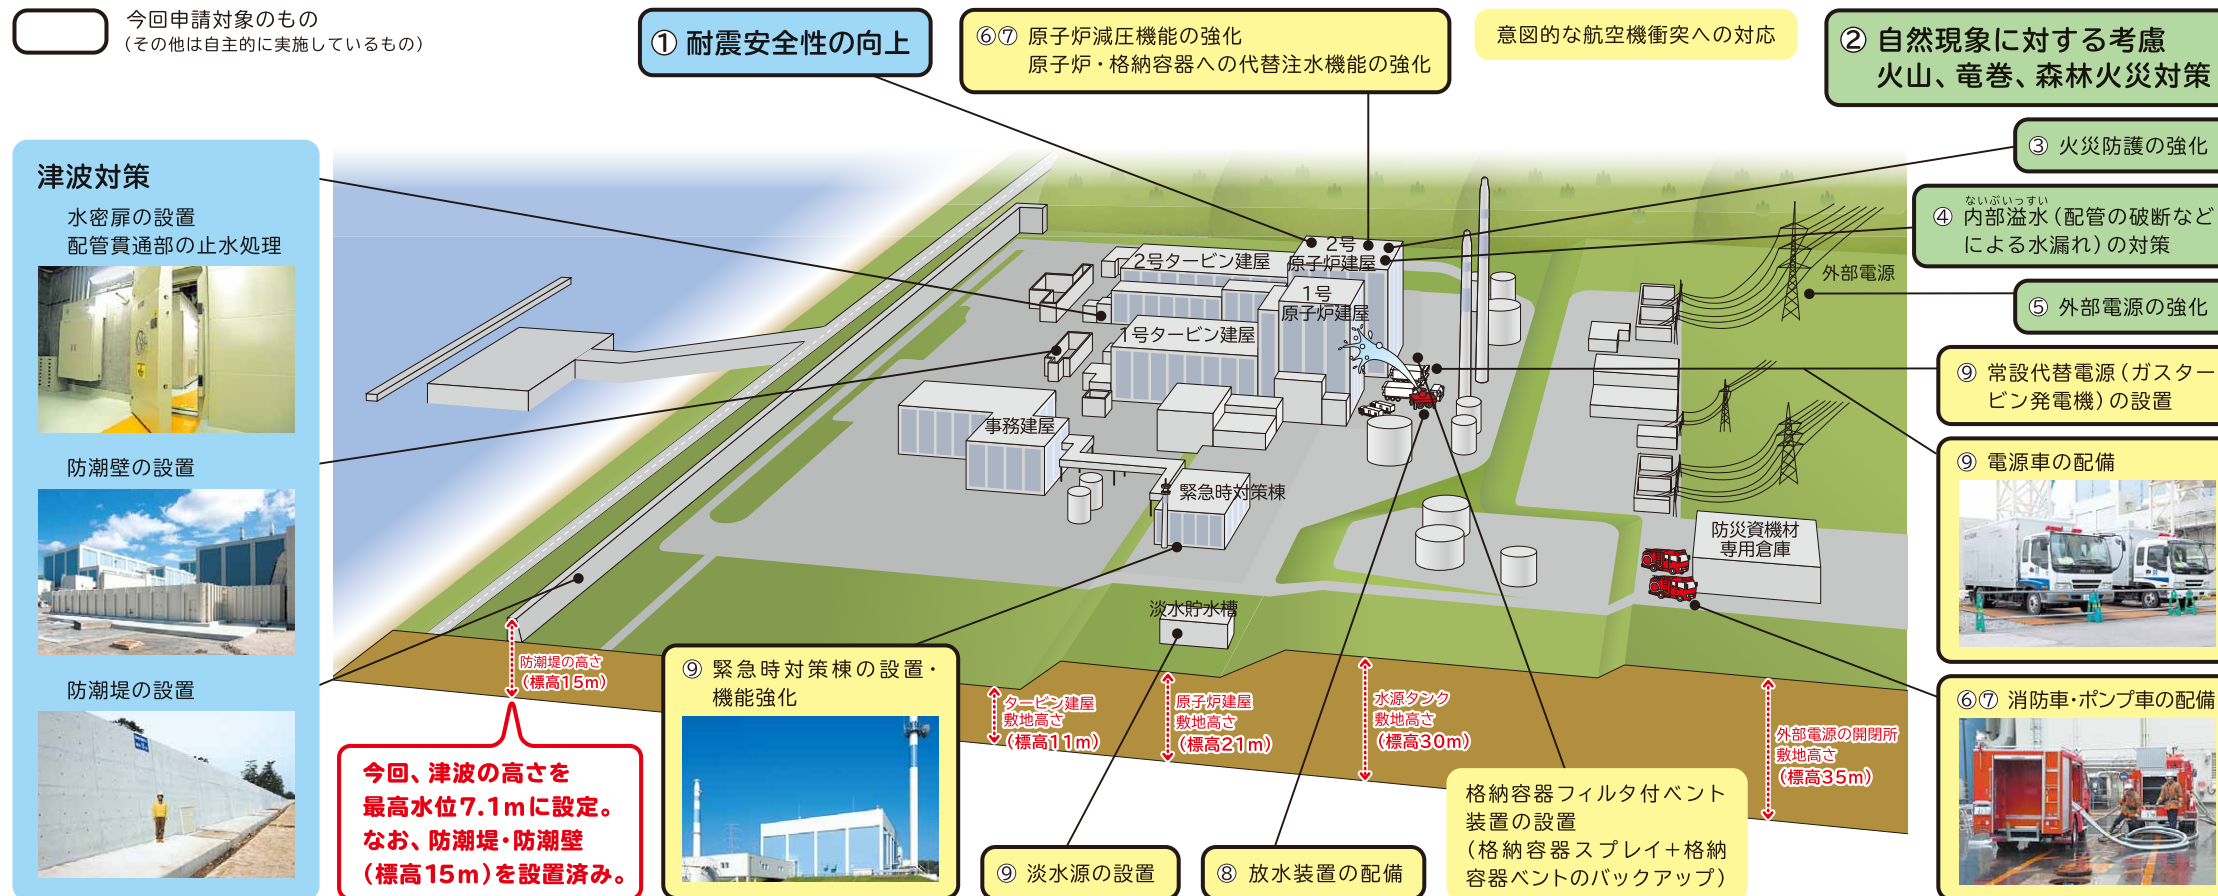 今回申請対象のもの
（その他は自主的に実施しているもの）
① 耐震安全性の向上
⑥⑦ 原子炉減圧機能の強化
原子炉・格納容器への代替注水機能の強化
意図的な航空機衝突への対応
② 自然現象に対する考慮
火山、竜巻、森林火災対策
③ 火災防護の強化
ないぶいっすい
④ 内部溢水（配管の破断など
による水漏れ）の対策
⑤ 外部電源の強化
⑨ 常設代替電源（ガスター
ビン発電機）の設置
⑨ 電源車の配備
⑥⑦ 消防車・ポンプ車の配備
津波対策
水密扉の設置
配管貫通部の止水処理
防潮壁の設置
防潮堤の設置
2号
原子炉建屋
2号タービン建屋
1号
原子炉建屋
1号タービン建屋
事務建屋
緊急時対策棟
外部電源
防災資機材
専用倉庫
淡水貯水槽
防潮堤の高さ
（標高15m）
タービン建屋
敷地高さ
（標高11m）
原子炉建屋
敷地高さ
（標高21m）
水源タンク
敷地高さ
（標高30m）
外部電源の開閉所
敷地高さ
（標高35m）
今回、津波の高さを
最高水位7.1mに設定。
なお、防潮堤・防潮壁
（標高15m）を設置済み。
⑨ 緊急時対策棟の設置・
機能強化
⑨ 淡水源の設置
⑧ 放水装置の配備
格納容器フィルタ付ベント
装置の設置
（格納容器スプレイ＋格納
容器ベントのバックアップ）